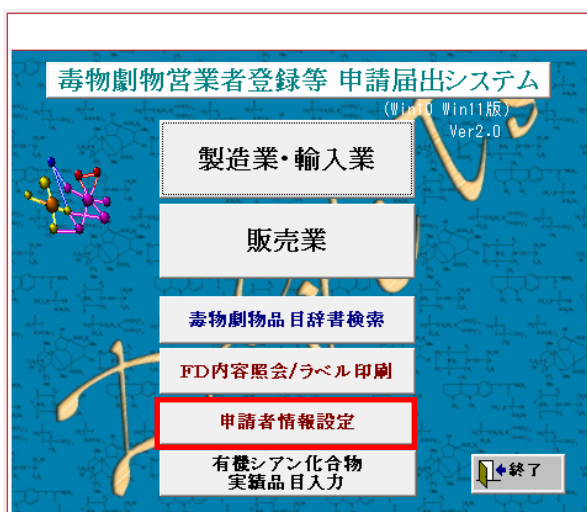 毒物劇物営業者登録等 申請届出システム
(Win10 Win11版)
Ver2.0
製造業・輸入業
販売業
毒物劇物品目辞書検索
FD内容照会/ラベル印刷
申請者情報設定
有機シアン化合物
実績品目入力
終了